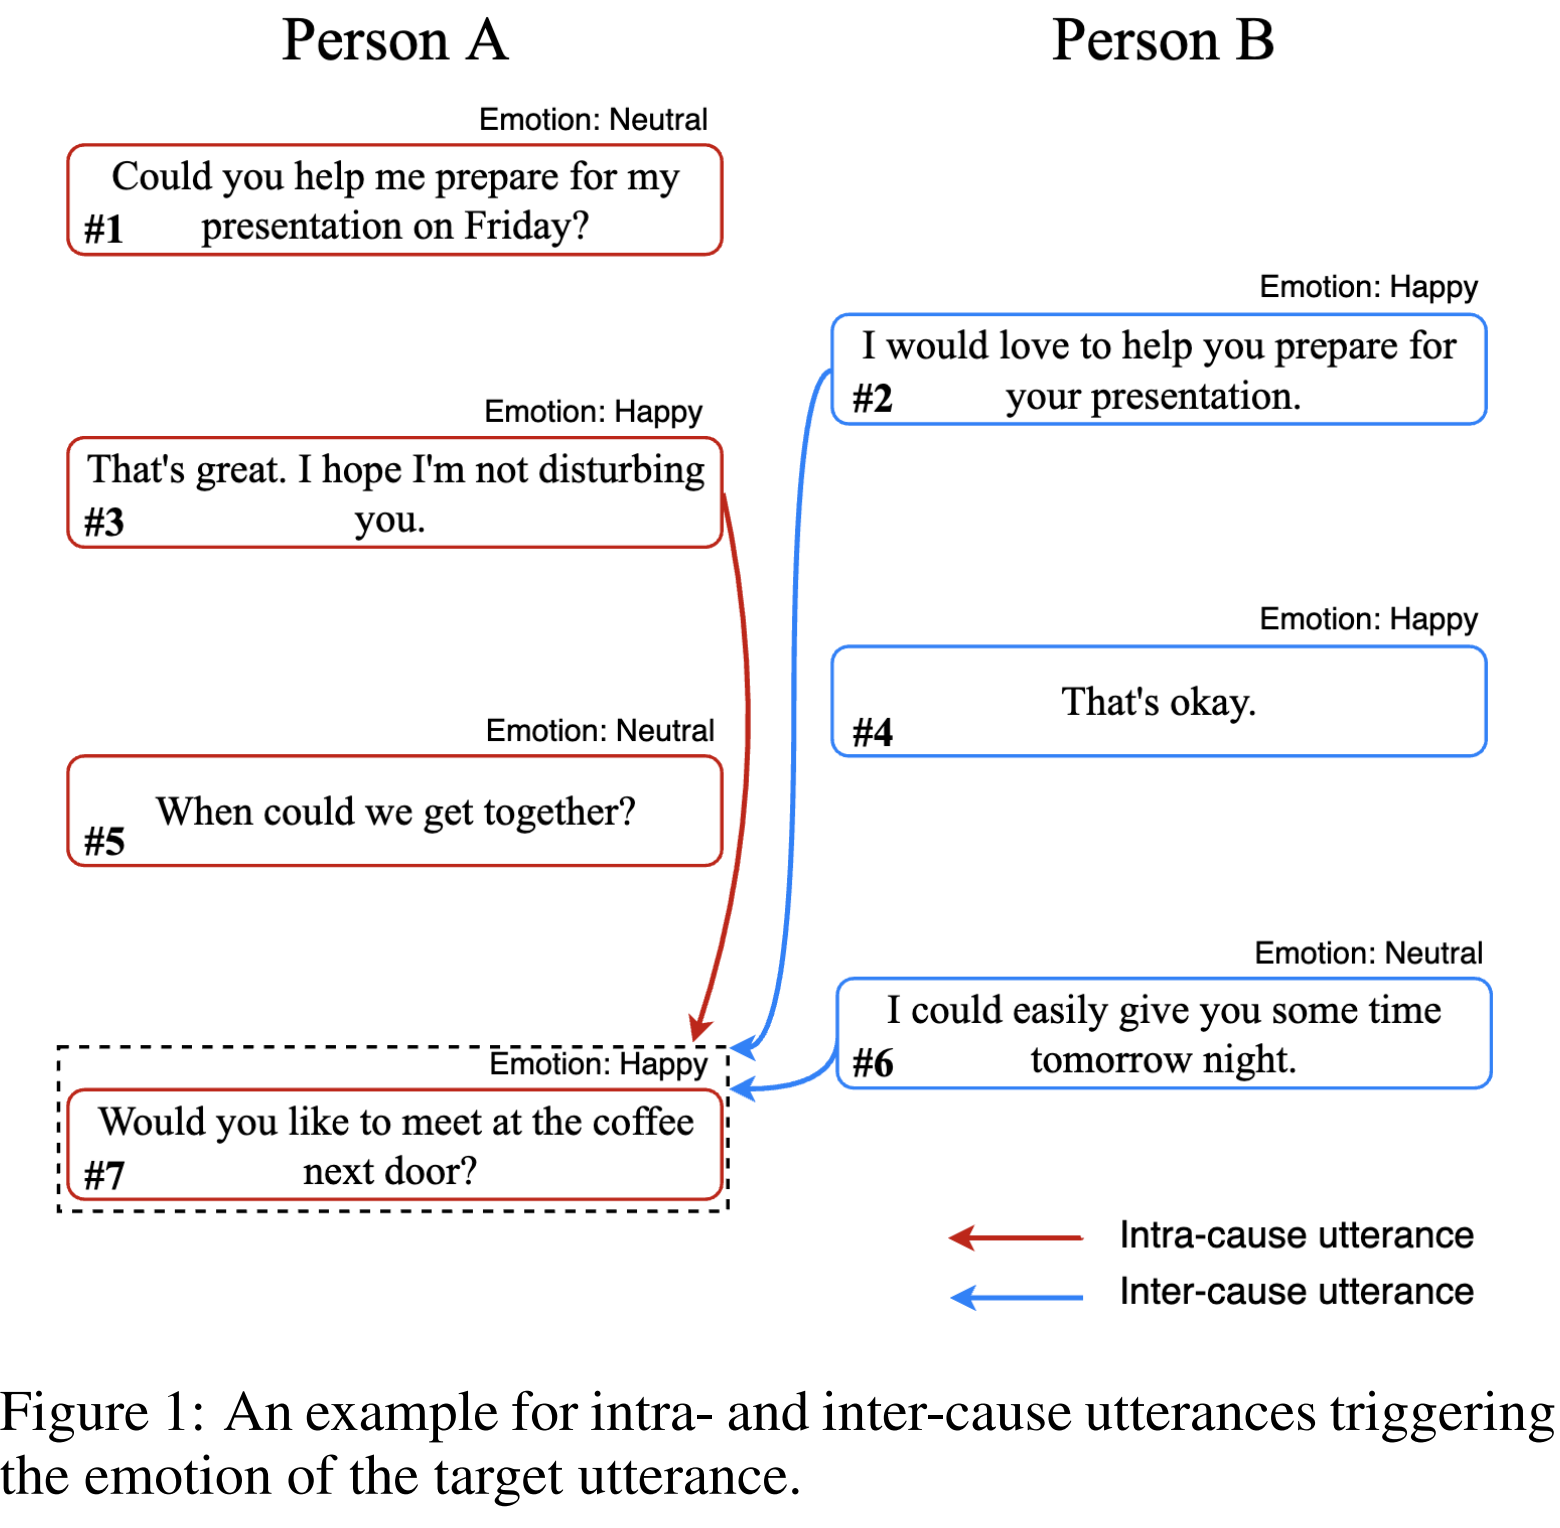 Person A
Person B
Emotion: Neutral
Could you help me prepare for my
#1 presentation on Friday?
Emotion: Happy
I would love to help you prepare for
#2 your presentation.
Emotion: Happy
That's great. I hope I'm not disturbing
#3 you.
Emotion: Happy
That's okay.
#4
Emotion: Neutral
When could we get together?
#5
Emotion: Neutral
I could easily give you some time
#6 tomorrow night.
Emotion: Happy
Would you like to meet at the coffee
#7 next door?
Intra-cause utterance
Inter-cause utterance
Figure 1: An example for intra- and inter-cause utterances triggering
the emotion of the target utterance.